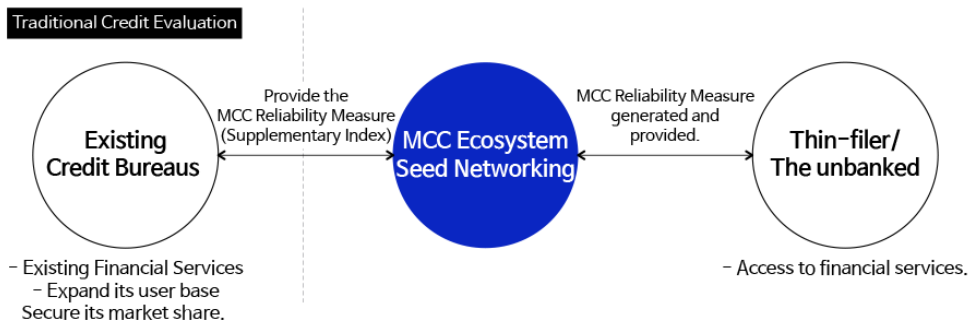 Traditional Credit Evaluation
Existing
Credit Bureaus
Provide the
MCC Reliability Measure
(Supplementary Index)
MCC Ecosystem
Seed Networking
MCC Reliability Measure
generated and
provided.
Thin-filer/
The unbanked
- Existing Financial Services
- Expand its user base
Secure its market share.
- Access to financial services.